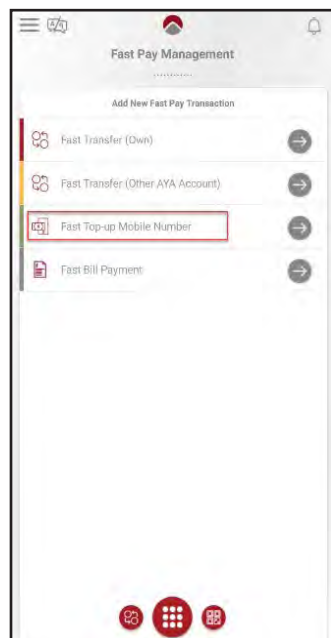 Fast Pay Management
Add New Fast Pay Transaction
Fast Transfer (Own)
Fast Transfer (Other AYA Account)
Fast Top-up Mobile Number
Fast Bill Payment